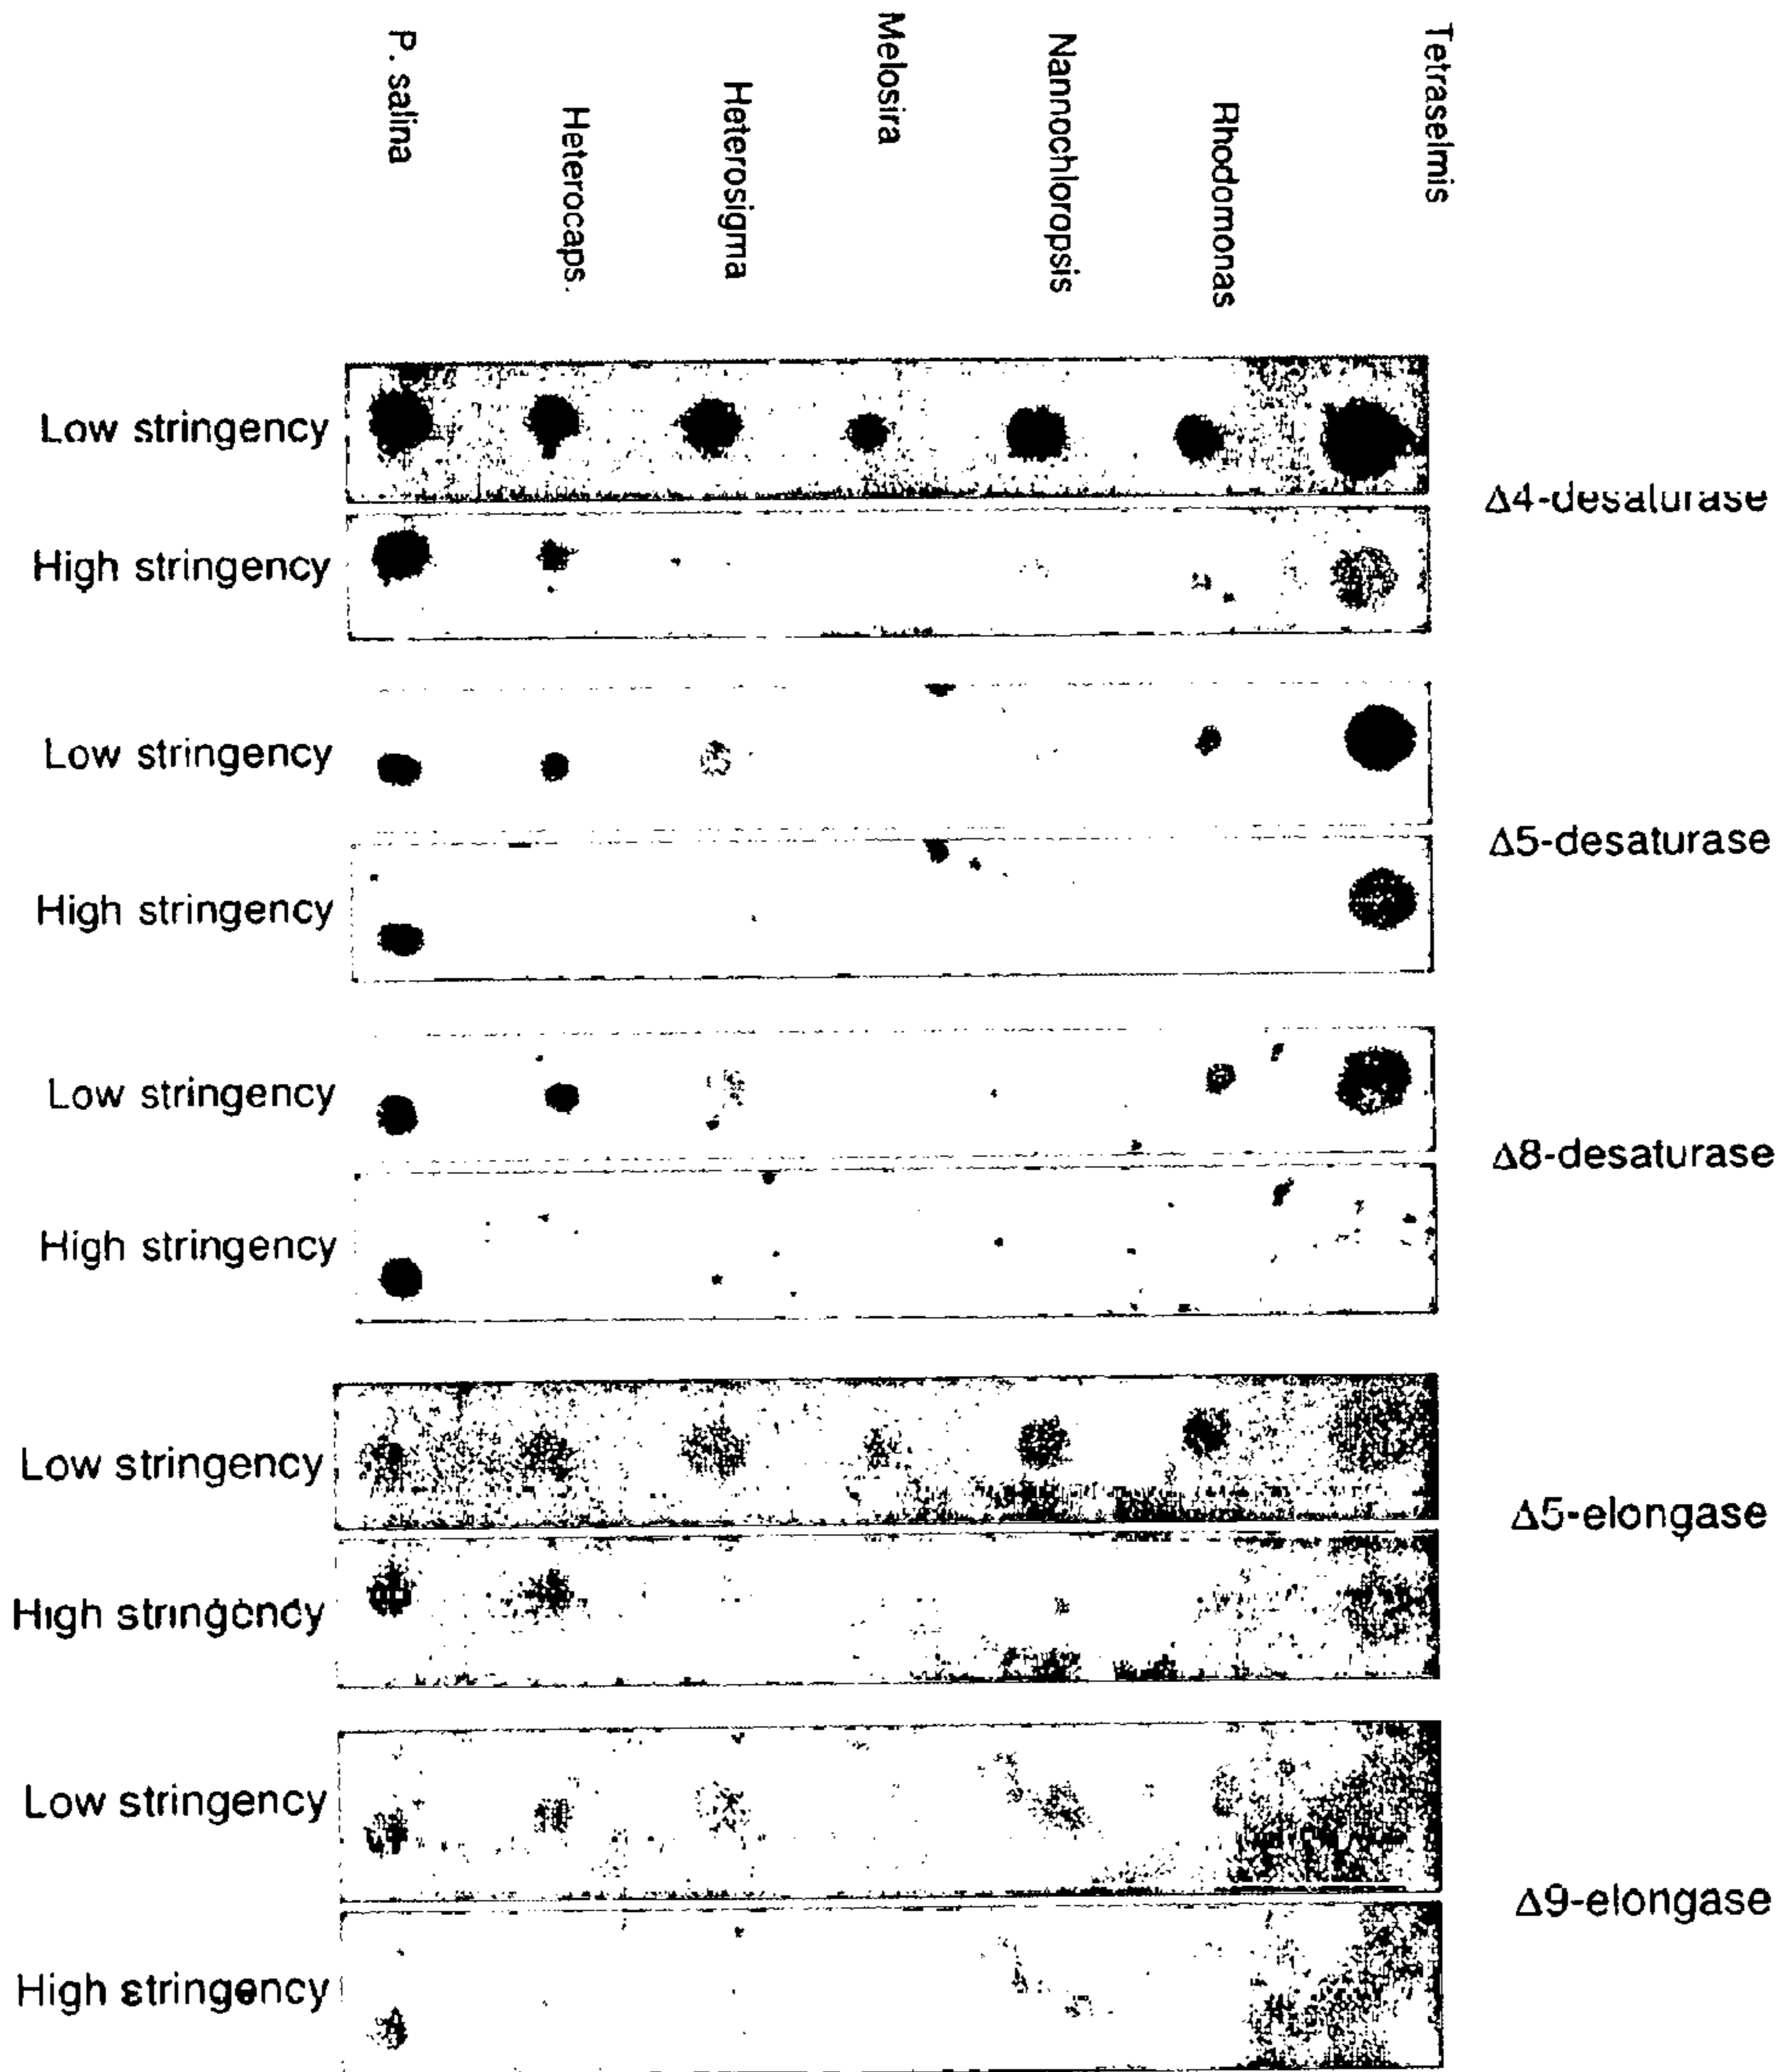 P. salina
Heterocaps.
Heterosigma
Melosira
Nannochloropsis
Rhodomonas
Tetraselmis
Low stringency
Δ4-desaturase
High stringency
Low stringency
Δ5-desaturase
High stringency
Low stringency
Δ8-desaturase
High stringency
Low stringency
Δ5-elongase
High stringency
Low stringency
Δ9-elongase
High stringency